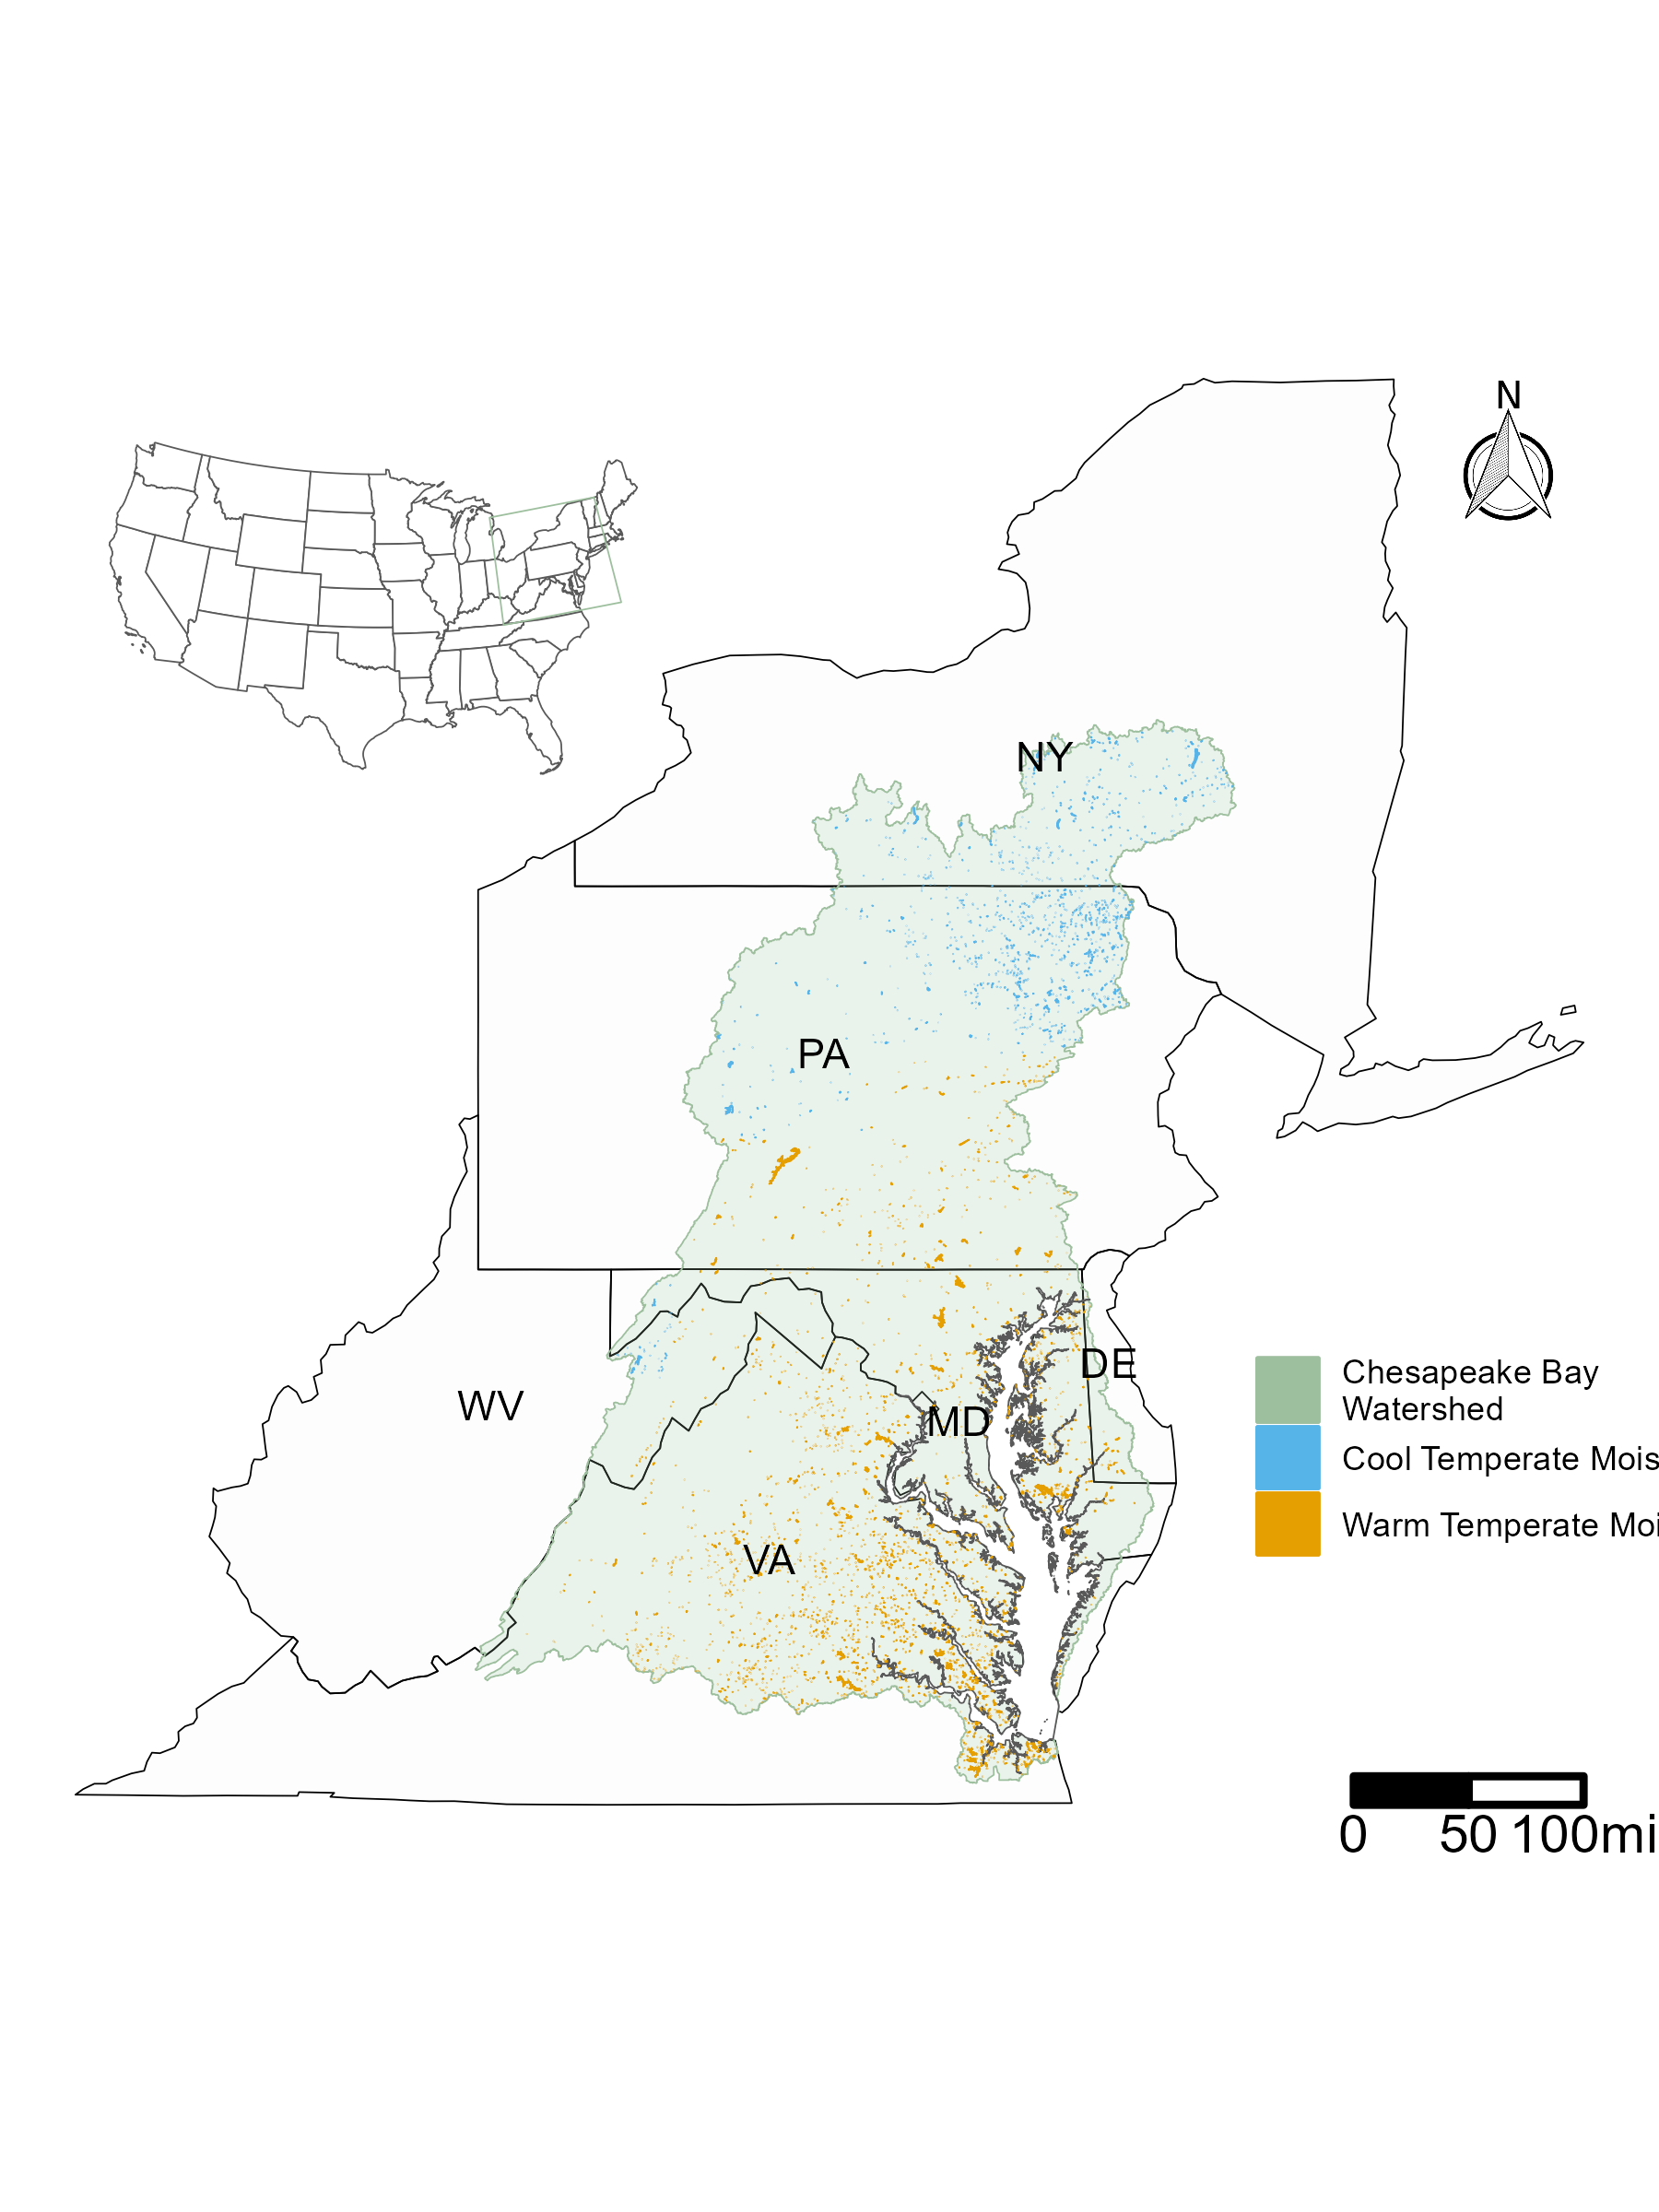 N
NY
PA
WV
MD
DE
VA
Chesapeake Bay
Watershed
Cool Temperate Mois
Warm Temperate Moi
0 50 100mi